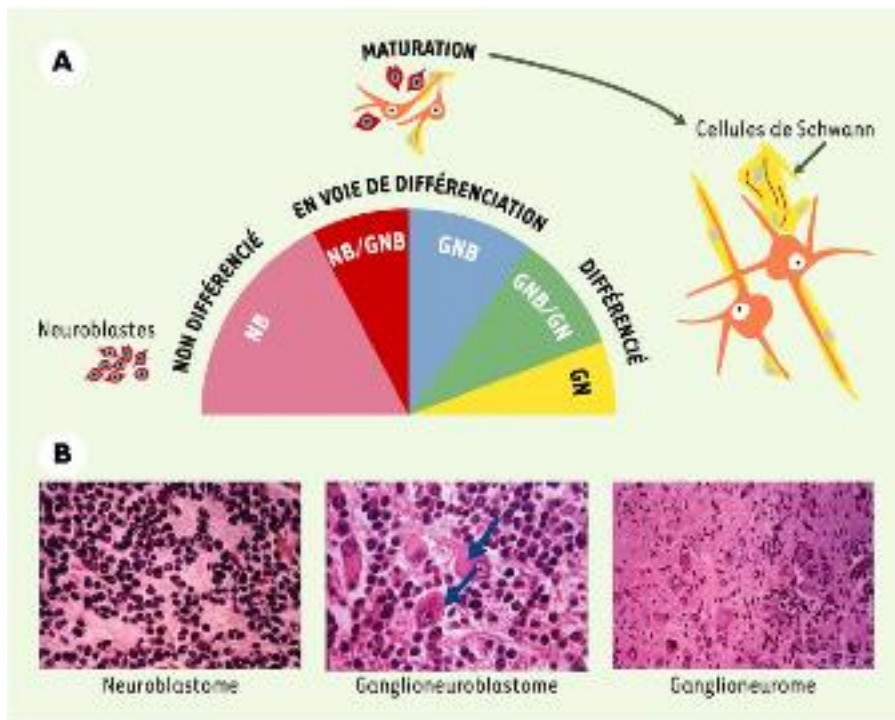 A
MATURATION
Cellules de Schwann
EN VOIE DE DIFFÉRENCIATION
NON DIFFÉRENCIÉ
DIFFÉRENCIÉ
Neuroblastes
NB
NB/GNB
GNB
GNB/GN
GN
B
Neuroblastome
Ganglioneuroblastome
Ganglioneurome